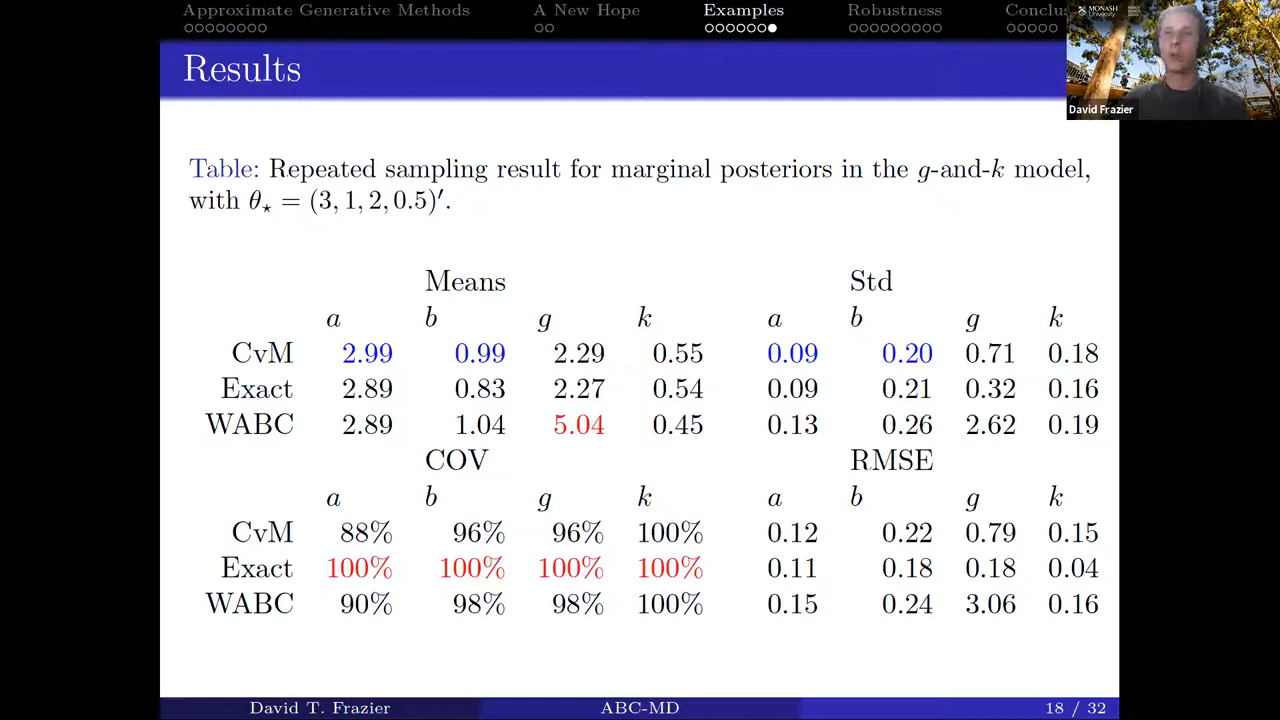 Approximate Generative Methods A New Hope Examples Robustness Conclu
MONASH University
David Frazier
Results
Table: Repeated sampling result for marginal posteriors in the g-and-k model,
with θ⋆ = (3, 1, 2, 0.5)′.
Means Std
a b g k a b g k
CvM 2.99 0.99 2.29 0.55 0.09 0.20 0.71 0.18
Exact 2.89 0.83 2.27 0.54 0.09 0.21 0.32 0.16
WABC 2.89 1.04 5.04 0.45 0.13 0.26 2.62 0.19
COV RMSE
a b g k a b g k
CvM 88% 96% 96% 100% 0.12 0.22 0.79 0.15
Exact 100% 100% 100% 100% 0.11 0.18 0.18 0.04
WABC 90% 98% 98% 100% 0.15 0.24 3.06 0.16
David T. Frazier ABC-MD 18 / 32